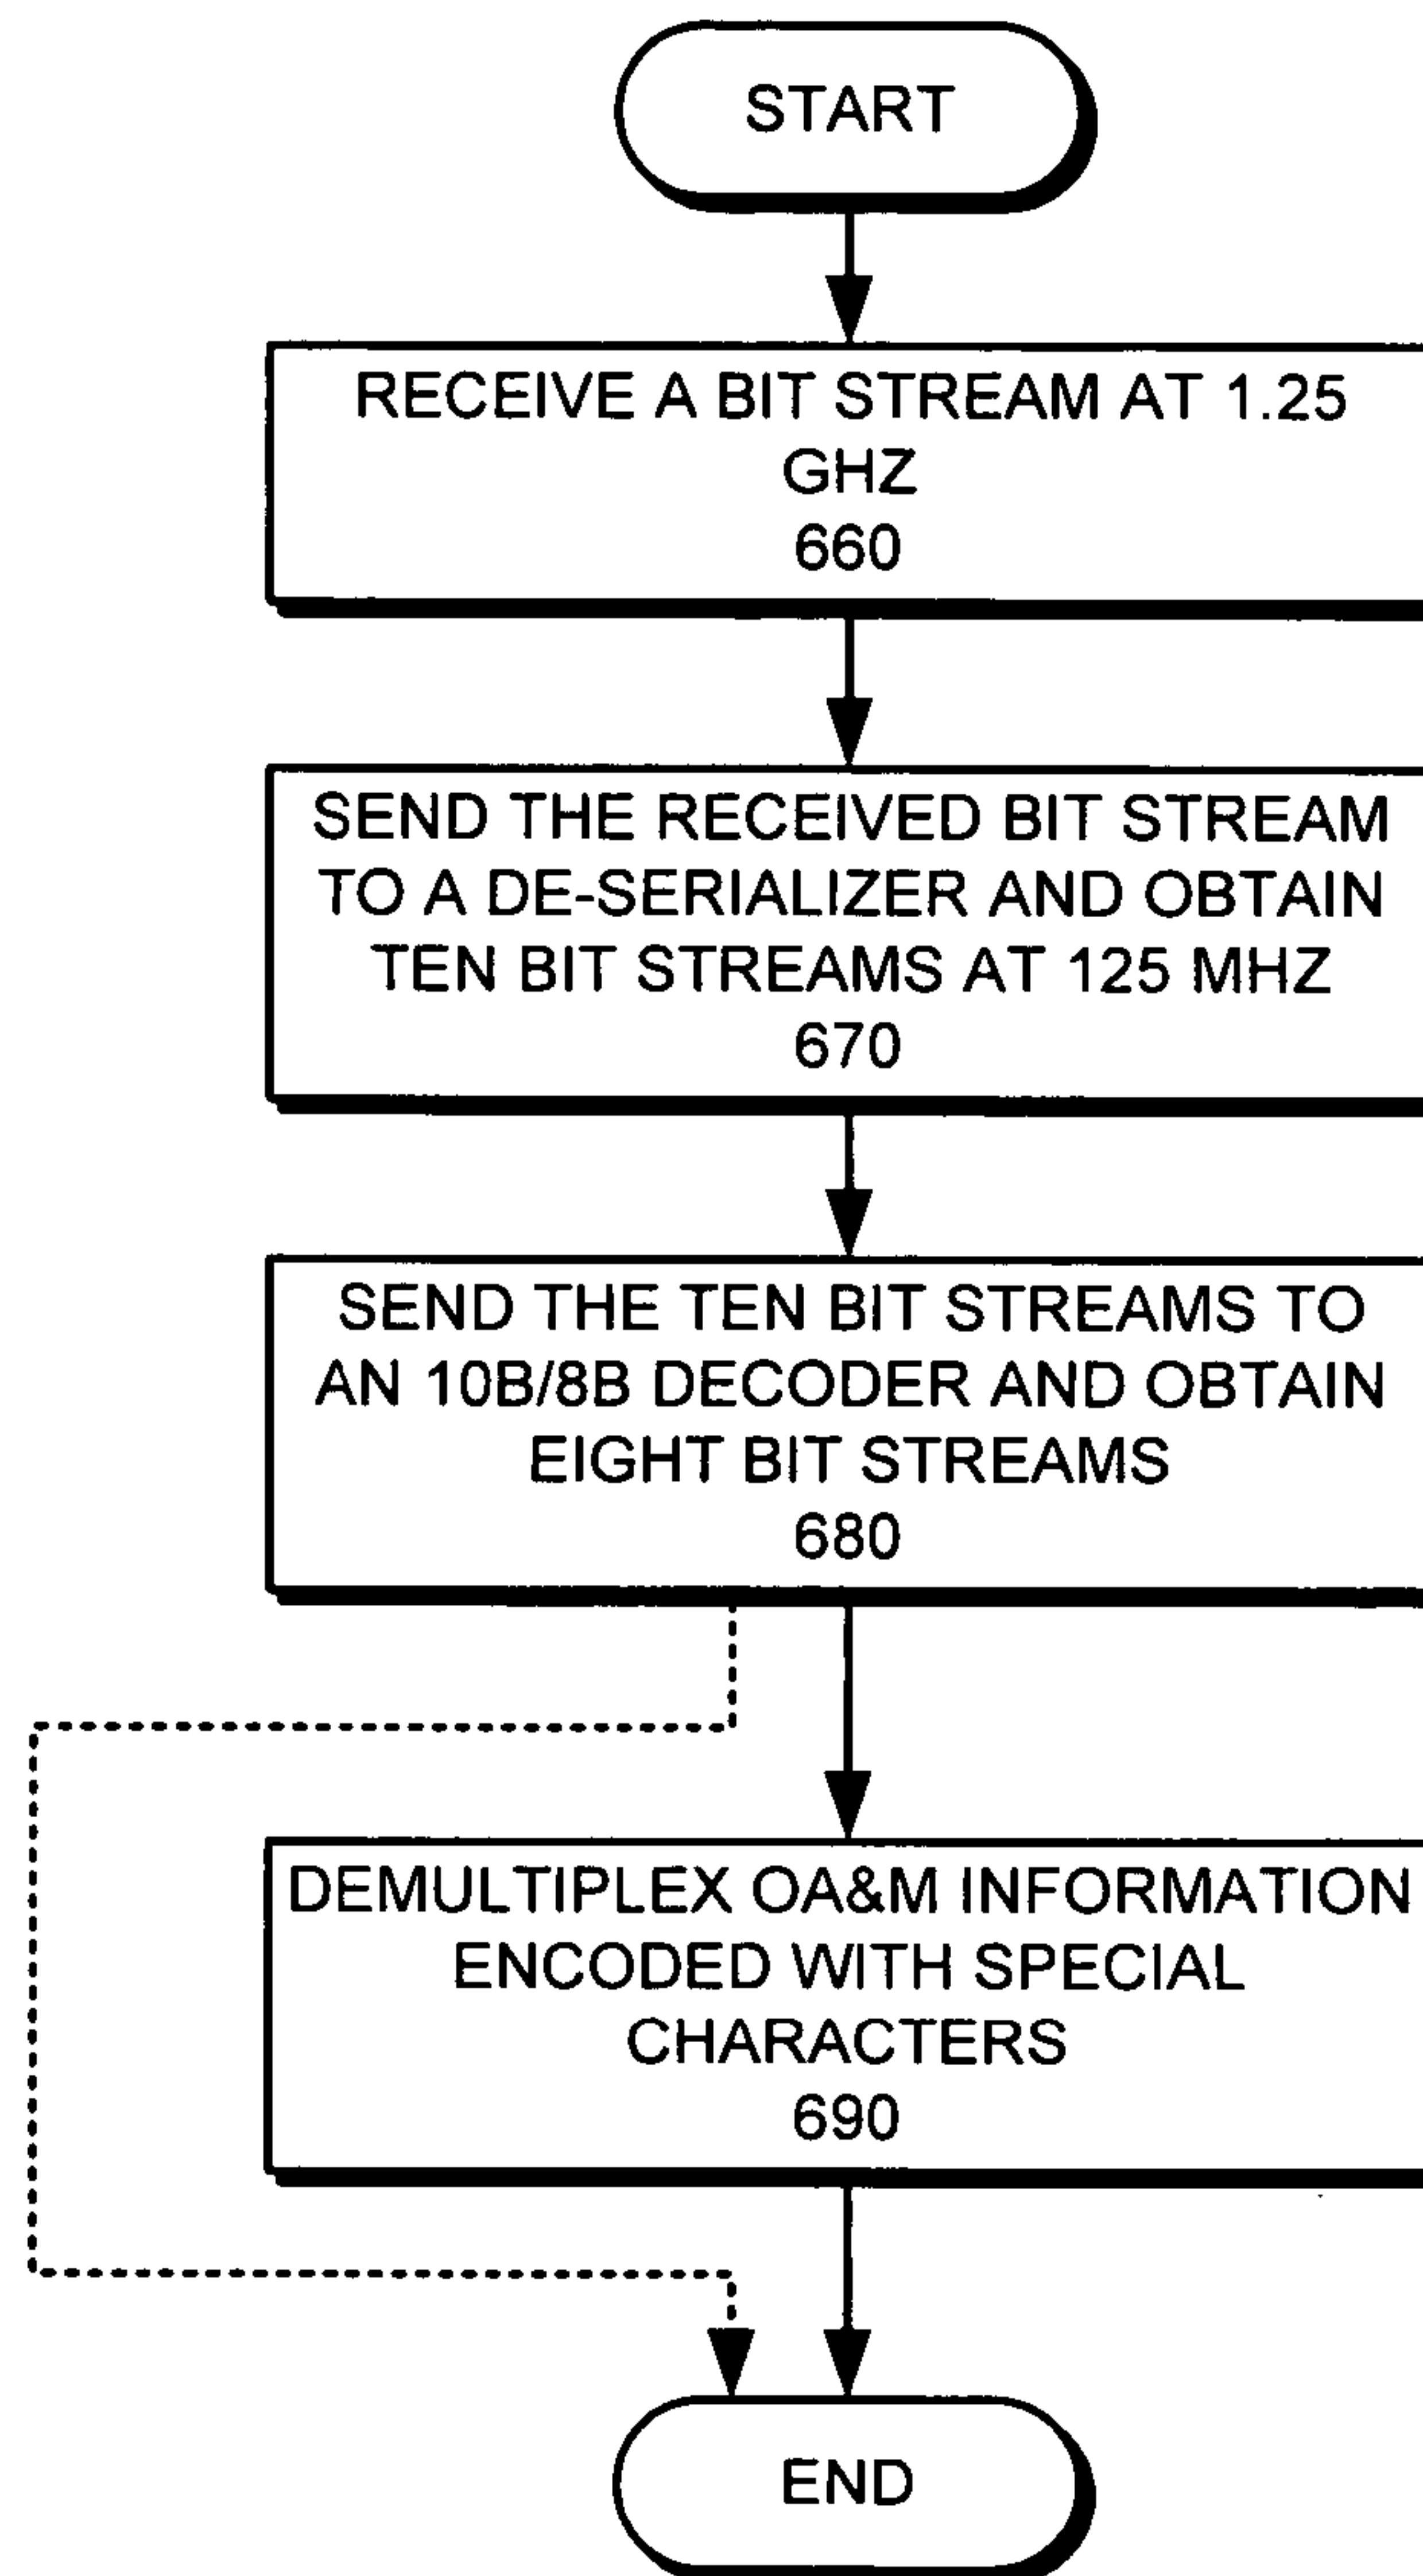 START
RECEIVE A BIT STREAM AT 1.25
GHZ
660
SEND THE RECEIVED BIT STREAM
TO A DE-SERIALIZER AND OBTAIN
TEN BIT STREAMS AT 125 MHZ
670
SEND THE TEN BIT STREAMS TO
AN 10B/8B DECODER AND OBTAIN
EIGHT BIT STREAMS
680
DEMULTIPLEX OA&M INFORMATION
ENCODED WITH SPECIAL
CHARACTERS
690
END